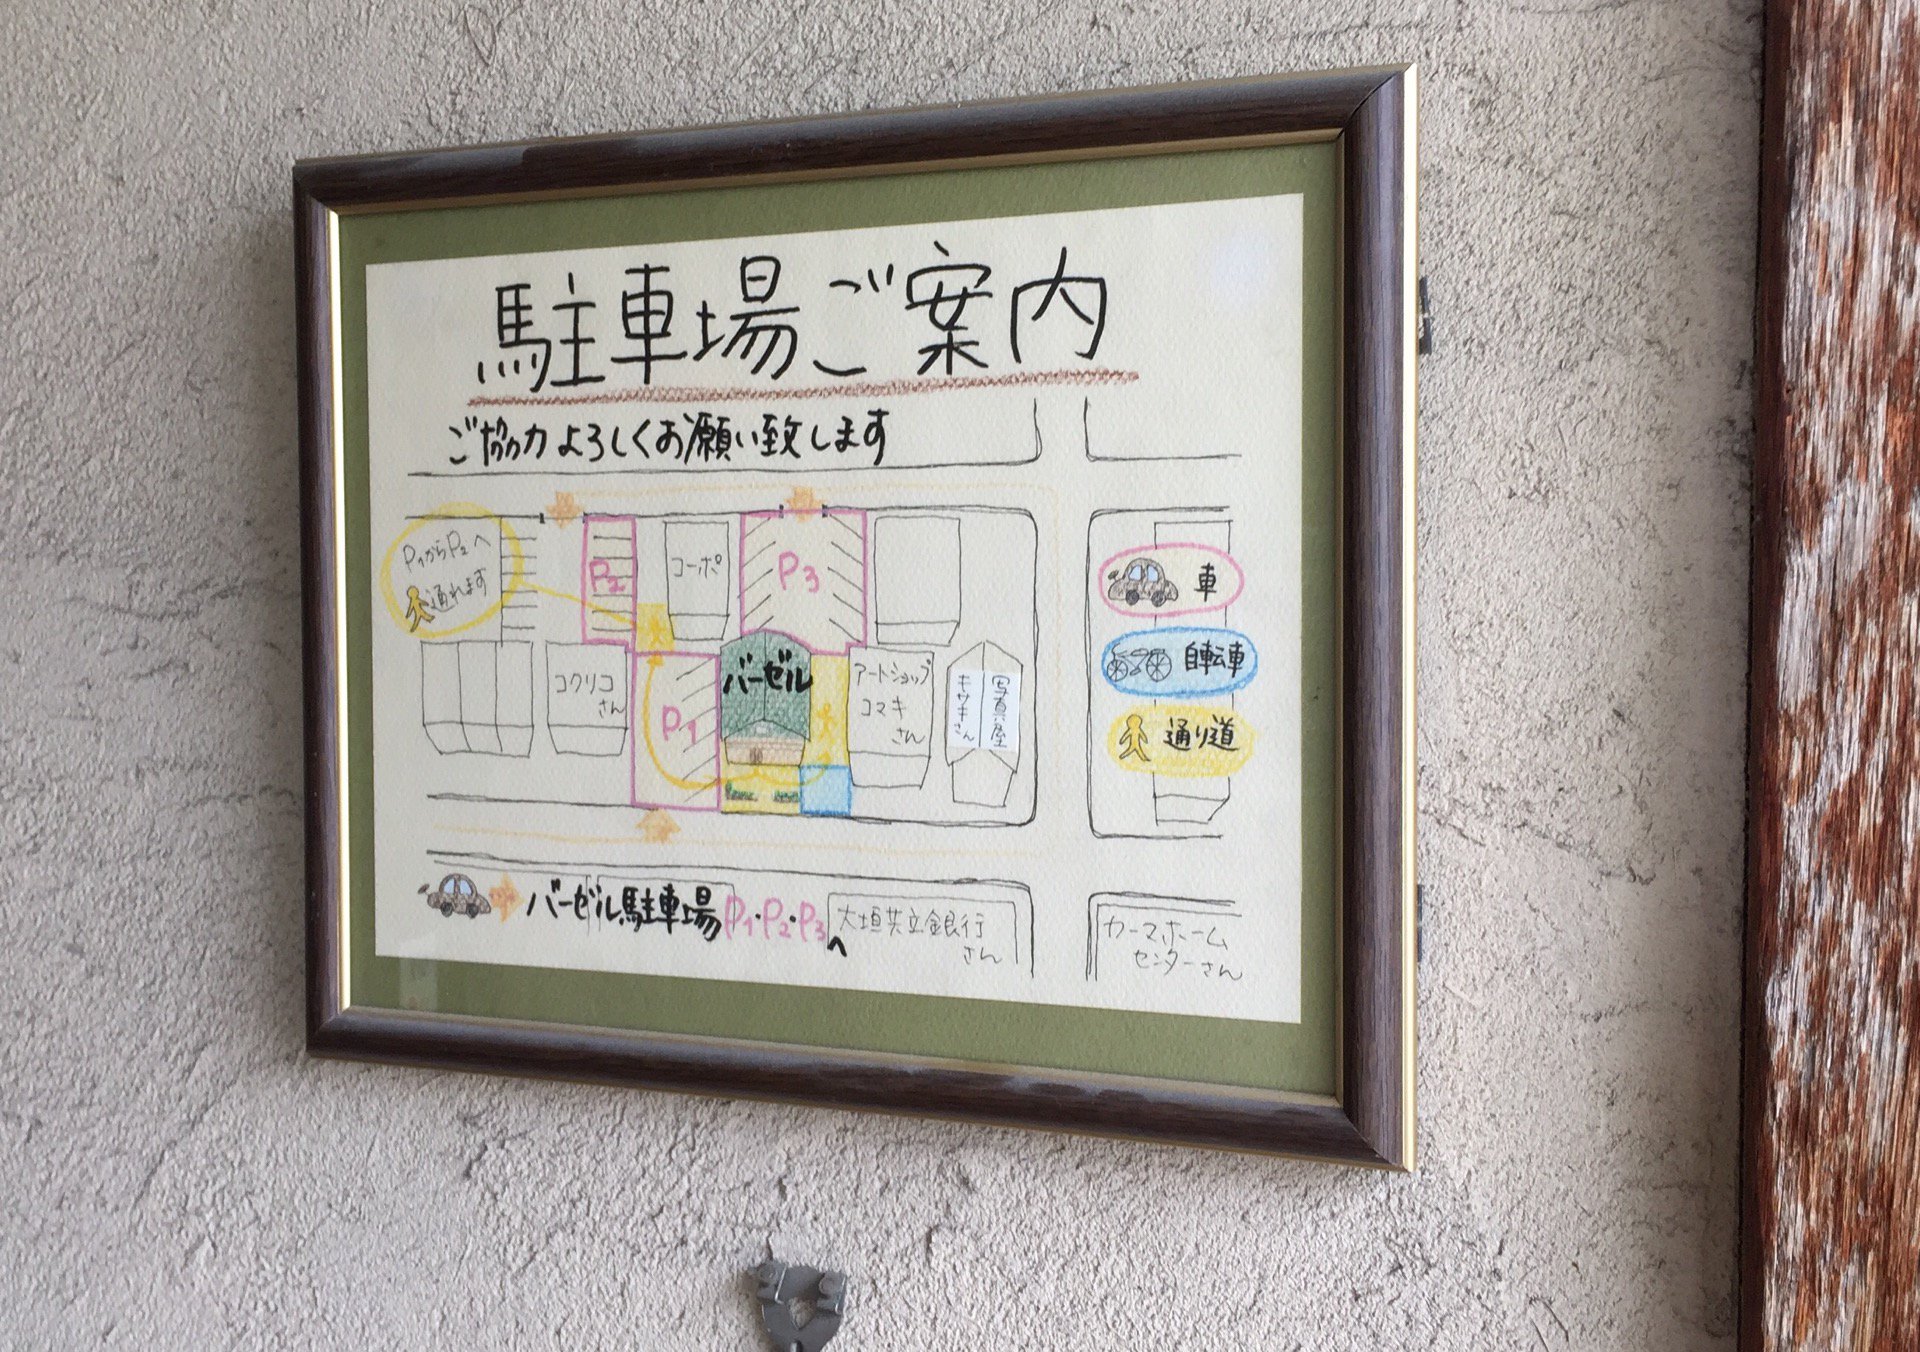 駐車場ご案内
ご協力よろしくお願い致します
P1からP2へ
通れます
P2
コーポ
P3
車
自転車
通り道
コクリコ
さん
P1
バーゼル
アートショップ
コマキ
さん
キサキさん
写真屋
バーゼル駐車場P1・P2・P3へ
大垣共立銀行
さん
カーマホーム
センターさん